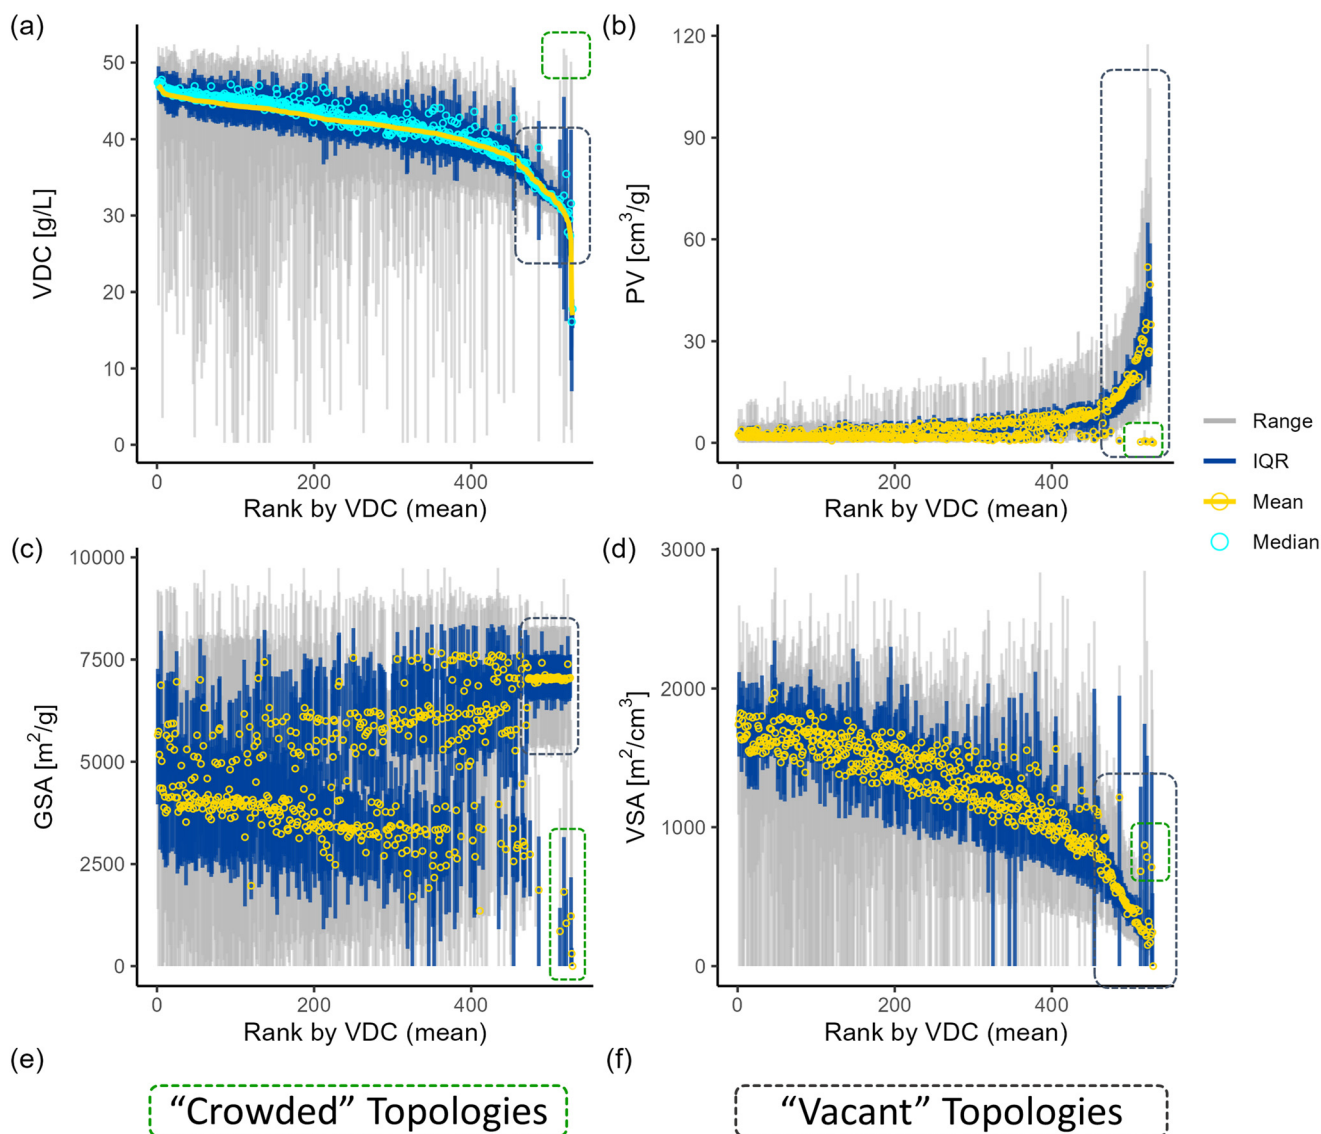 (a)
VDC [g/L]
50
40
30
20
10
0
0 200 400
Rank by VDC (mean)
(b)
PV [cm³/g]
120
90
60
30
0
0 200 400
Rank by VDC (mean)
Range
IQR
Mean
Median
(c)
GSA [m²/g]
10000
7500
5000
2500
0
0 200 400
Rank by VDC (mean)
(d)
VSA [m²/cm³]
3000
2000
1000
0
0 200 400
Rank by VDC (mean)
(e)
“Crowded” Topologies
(f)
“Vacant” Topologies